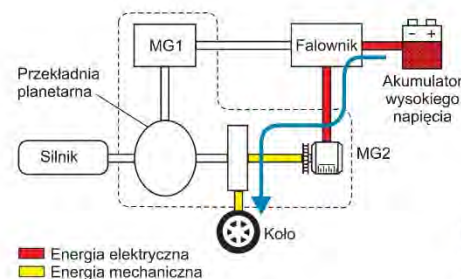 MG1
Falownik
- +
Przekładnia
planetarna
Akumulator
wysokiego
napięcia
Silnik
MG2
Koło
Energia elektryczna
Energia mechaniczna